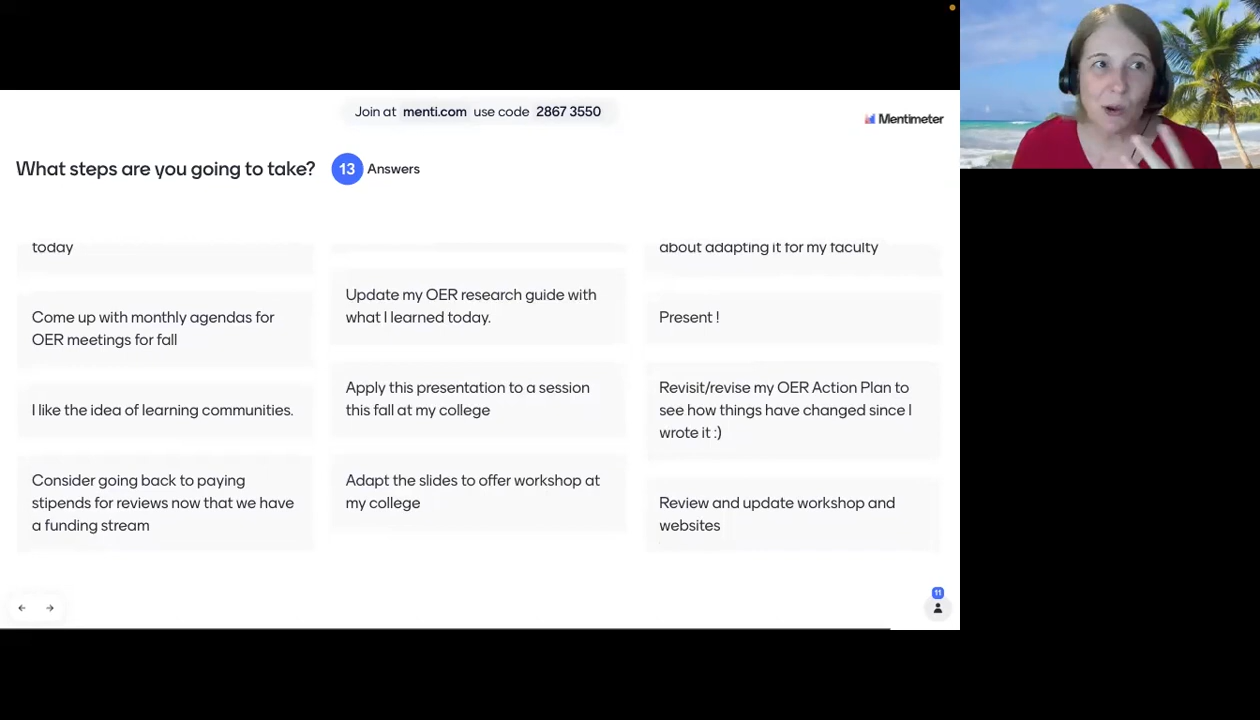 Join at menti.com use code 2867 3550
Mentimeter
What steps are you going to take?
13 Answers
today
Come up with monthly agendas for
OER meetings for fall
I like the idea of learning communities.
Consider going back to paying
stipends for reviews now that we have
a funding stream
Update my OER research guide with
what I learned today.
Apply this presentation to a session
this fall at my college
Adapt the slides to offer workshop at
my college
about adapting it for my faculty
Present !
Revisit/revise my OER Action Plan to
see how things have changed since I
wrote it :)
Review and update workshop and
websites
11